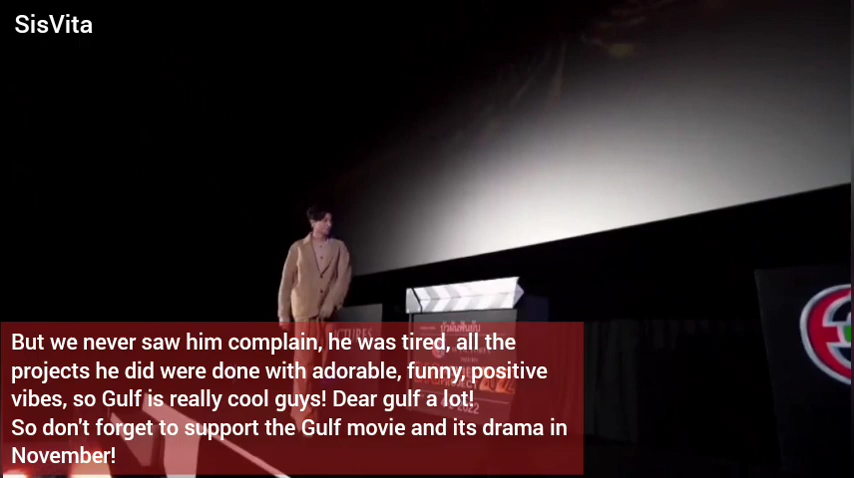 SisVita
But we never saw him complain, he was tired, all the
projects he did were done with adorable, funny, positive
vibes, so Gulf is really cool guys! Dear gulf a lot!
So don't forget to support the Gulf movie and its drama in
November!
2022